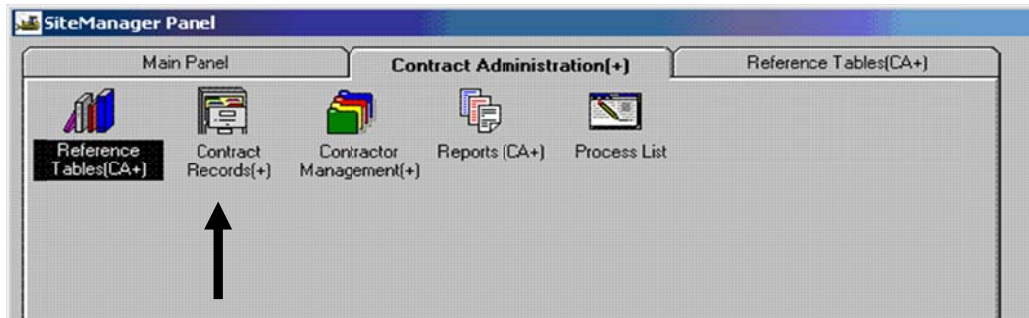 SiteManager Panel
Main Panel
Contract Administration(+)
Reference Tables(CA+)
Reference
Tables(CA+)
Contract
Records(+)
Contractor
Management(+)
Reports (CA+)
Process List